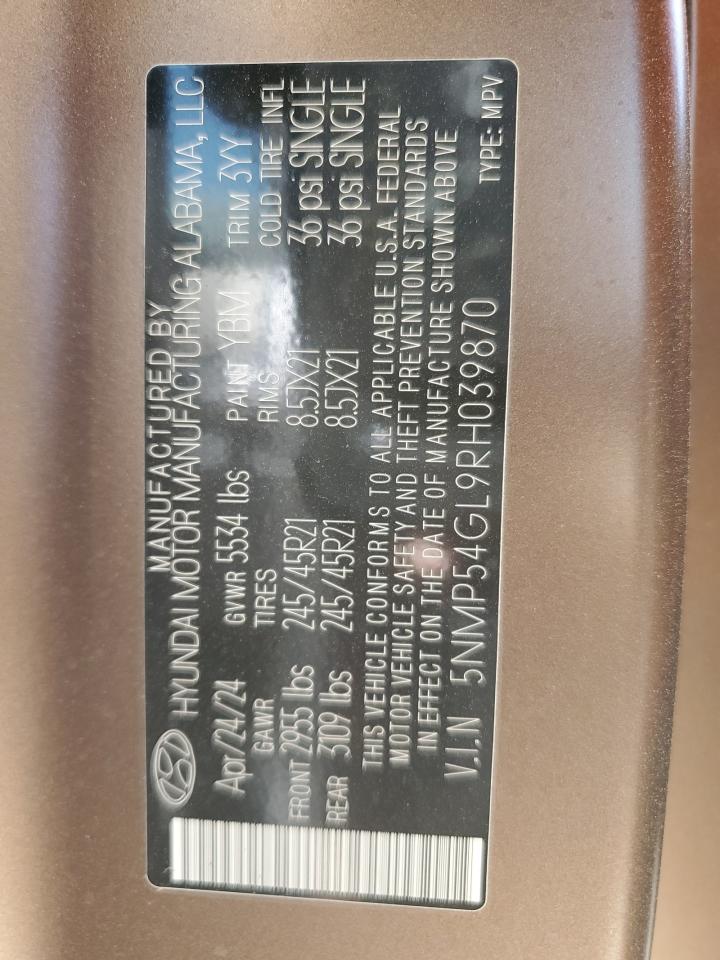 MANUFACTURED BY
HYUNDAI MOTOR MANUFACTURING ALABAMA, LLC
Apr/24/24 GVWR 5534 lbs PAINT YBM TRIM 3YY
GAWR TIRES RIMS COLD TIRE INFL
FRONT 2955 lbs 245/45R21 8.5JX21 36 psi SINGLE
REAR 3109 lbs 245/45R21 8.5JX21 36 psi SINGLE
THIS VEHICLE CONFORMS TO ALL APPLICABLE U.S.A. FEDERAL
MOTOR VEHICLE SAFETY AND THEFT PREVENTION STANDARDS
IN EFFECT ON THE DATE OF MANUFACTURE SHOWN ABOVE
V.I.N 5NMP54GL9RH039870 TYPE: MPV